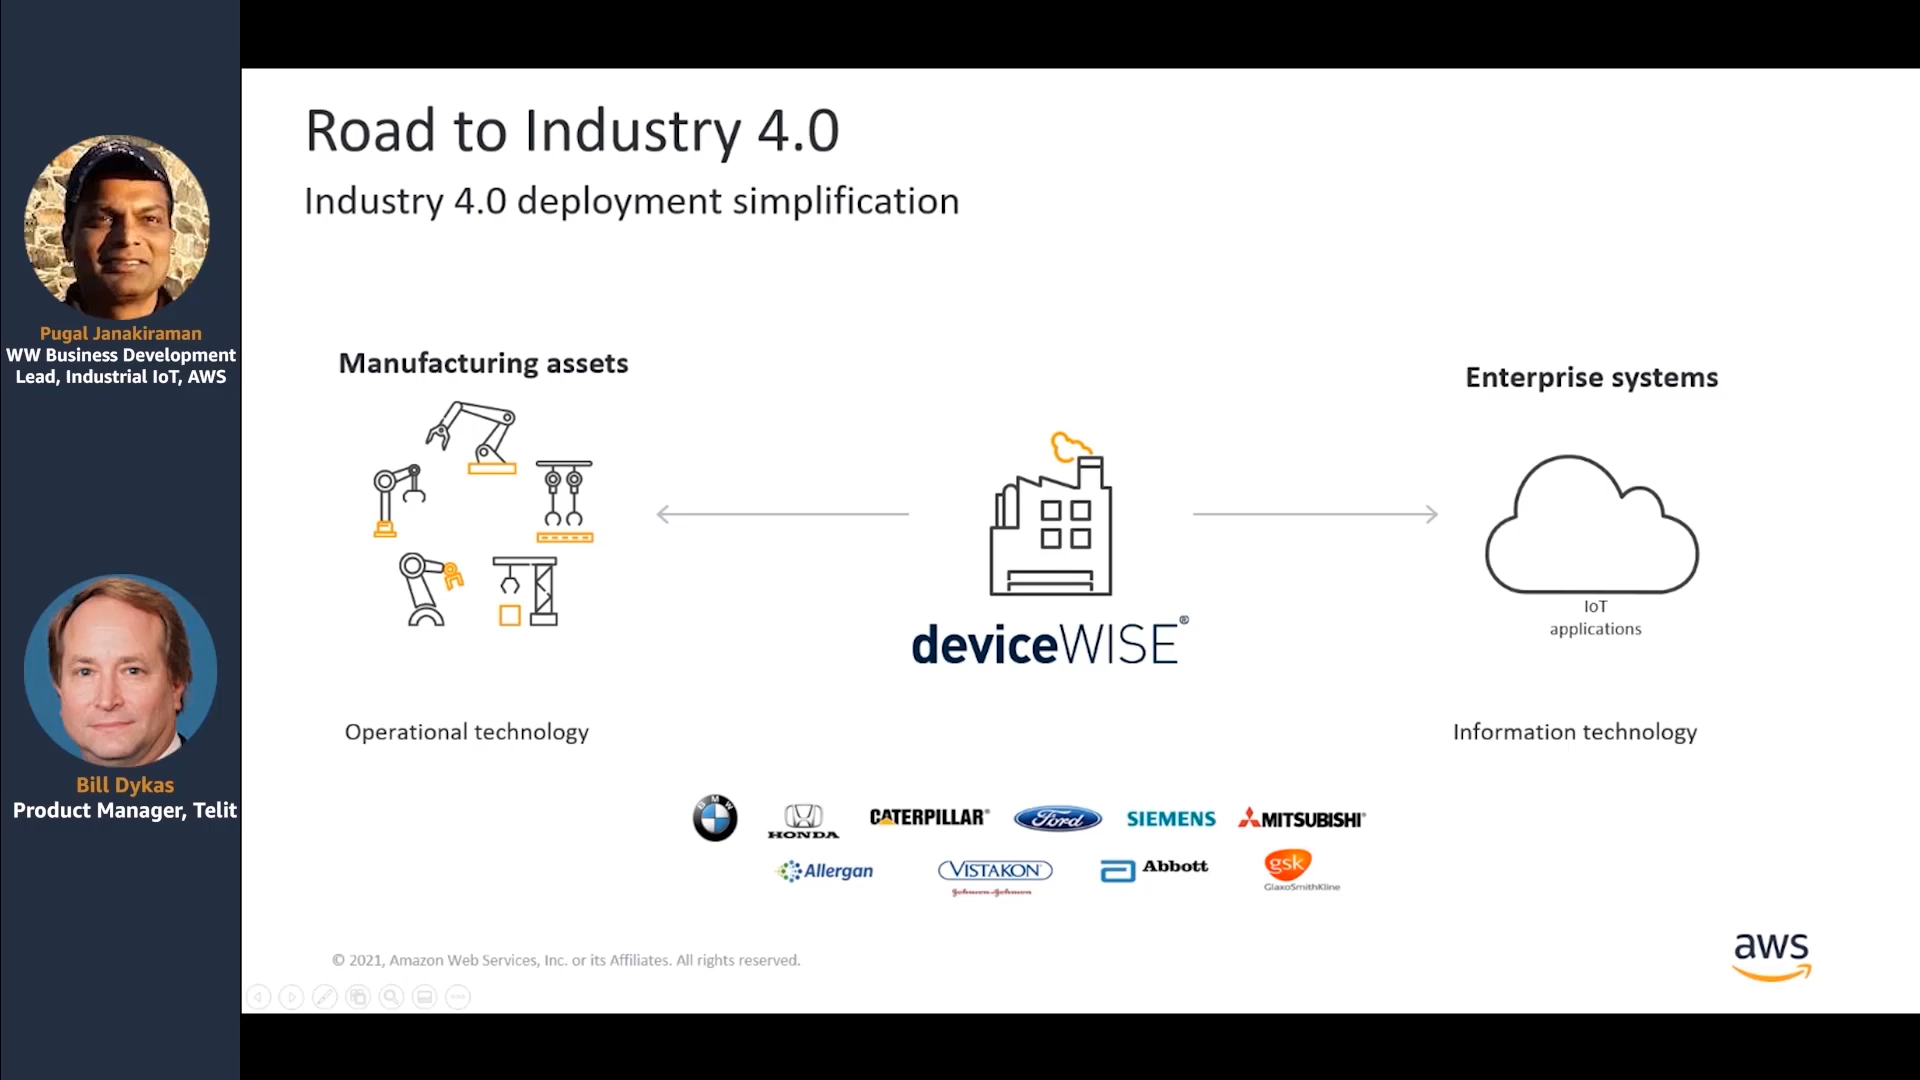 Pugal Janakiraman
WW Business Development
Lead, Industrial IoT, AWS
Bill Dykas
Product Manager, Telit
Road to Industry 4.0
Industry 4.0 deployment simplification
Manufacturing assets
Enterprise systems
deviceWISE®
IoT
applications
Operational technology
Information technology
BMW
HONDA
CATERPILLAR®
Ford
SIEMENS
MITSUBISHI®
Allergan
VISTAKON®
Johnson & Johnson
Abbott
gsk
GlaxoSmithKline
© 2021, Amazon Web Services, Inc. or its Affiliates. All rights reserved.
aws